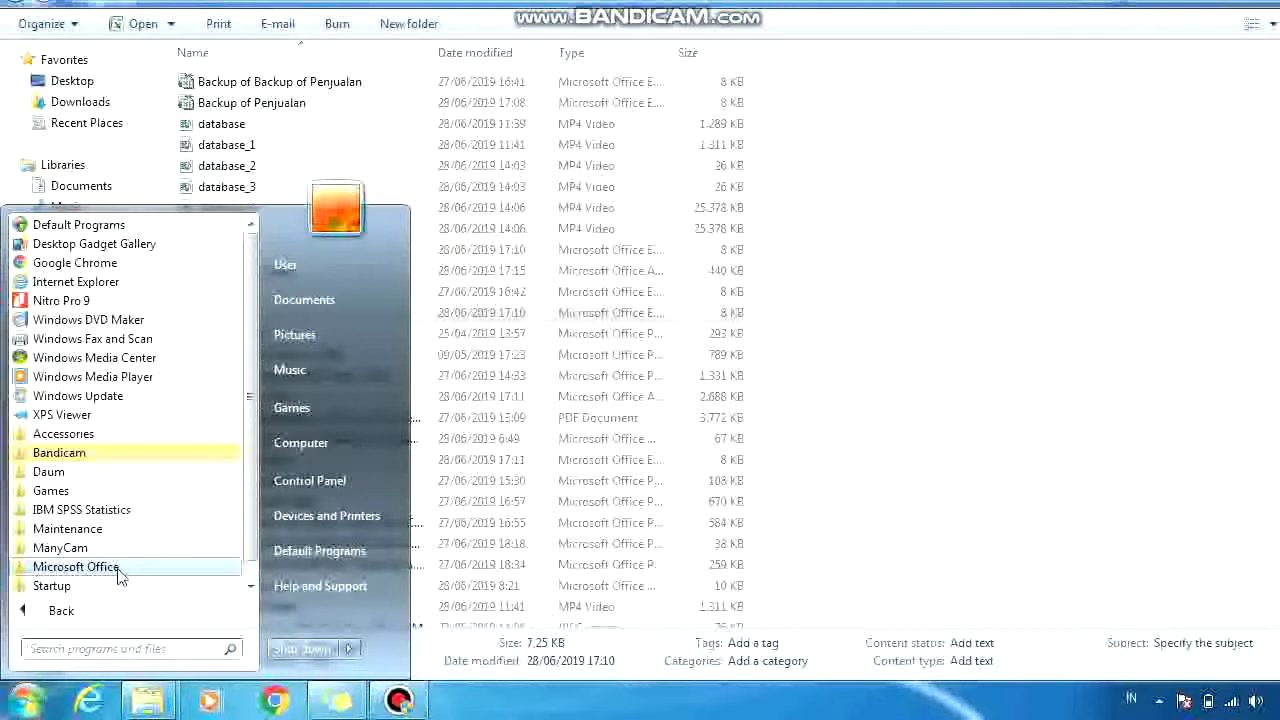 www.BANDICAM.com
Organize Open Print E-mail Burn New folder
Name Date modified Type Size
Favorites
Desktop
Downloads
Recent Places
Libraries
Documents
Backup of Backup of Penjualan 27/06/2019 16:41 Microsoft Office E... 8 KB
Backup of Penjualan 28/06/2019 17:08 Microsoft Office E... 8 KB
database 28/06/2019 11:39 MP4 Video 1.289 KB
database_1 28/06/2019 11:41 MP4 Video 1.311 KB
database_2 28/06/2019 14:03 MP4 Video 26 KB
database_3 28/06/2019 14:03 MP4 Video 26 KB
28/06/2019 14:06 MP4 Video 25.378 KB
28/06/2019 14:06 MP4 Video 25.378 KB
28/06/2019 17:10 Microsoft Office E... 8 KB
28/06/2019 17:15 Microsoft Office A... 440 KB
27/06/2019 16:42 Microsoft Office E... 8 KB
28/06/2019 17:10 Microsoft Office E... 8 KB
25/04/2019 13:57 Microsoft Office P... 293 KB
09/05/2019 17:23 Microsoft Office P... 789 KB
27/06/2019 14:33 Microsoft Office P... 1.331 KB
28/06/2019 17:11 Microsoft Office A... 2.688 KB
27/06/2019 15:09 PDF Document 3.772 KB
28/06/2019 6:49 Microsoft Office ... 67 KB
28/06/2019 17:11 Microsoft Office E... 8 KB
27/06/2019 15:30 Microsoft Office P... 108 KB
27/06/2019 16:57 Microsoft Office P... 670 KB
27/06/2019 16:55 Microsoft Office P... 584 KB
27/06/2019 18:18 Microsoft Office P... 38 KB
27/06/2019 18:34 Microsoft Office P... 259 KB
28/06/2019 8:21 Microsoft Office ... 10 KB
28/06/2019 11:41 MP4 Video 1.311 KB
Default Programs
Desktop Gadget Gallery
Google Chrome
Internet Explorer
Nitro Pro 9
Windows DVD Maker
Windows Fax and Scan
Windows Media Center
Windows Media Player
Windows Update
XPS Viewer
Accessories
Bandicam
Daum
Games
IBM SPSS Statistics
Maintenance
ManyCam
Microsoft Office
Startup
Back
Search programs and files
User
Documents
Pictures
Music
Games
Computer
Control Panel
Devices and Printers
Default Programs
Help and Support
Shut down
Size: 7,25 KB Tags: Add a tag Content status: Add text Subject: Specify the subject
Date modified: 28/06/2019 17:10 Categories: Add a category Content type: Add text
IN